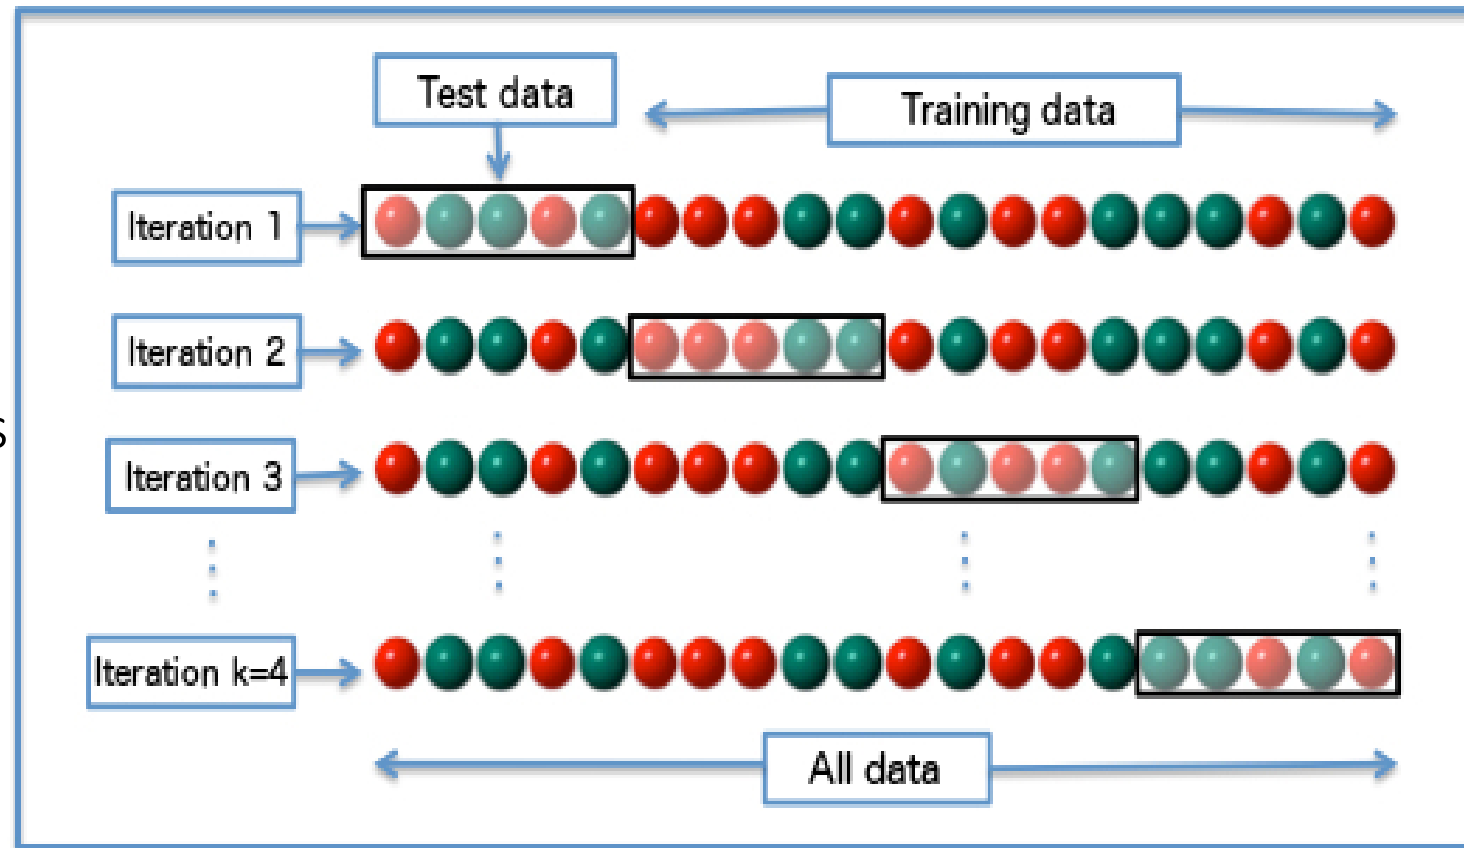 Test data
Training data
Iteration 1
Iteration 2
s
Iteration 3
Iteration k=4
All data